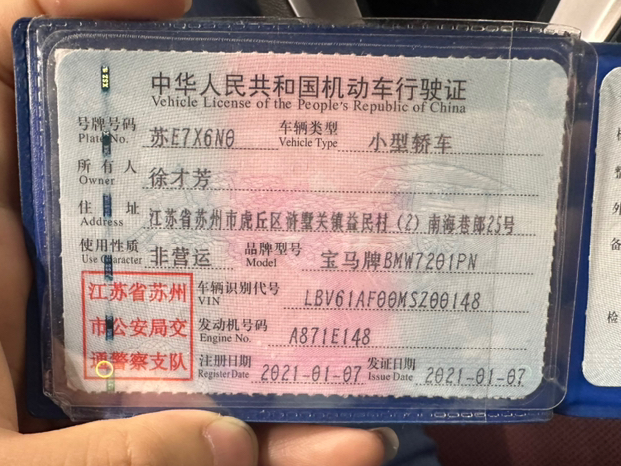 中华人民共和国机动车行驶证
Vehicle License of the People's Republic of China
号牌号码 苏E7X6N0 车辆类型 小型轿车
Plate No. Vehicle Type
所有人 徐才芳
Owner
住址 江苏省苏州市虎丘区浒墅关镇益民村(2)南海巷郎25号
Address
使用性质 非营运 品牌型号 宝马牌BMW7201PN
Use Character Model
江苏省苏州
市公安局交
通警察支队
车辆识别代号 LBV61AF00MSZ00148
VIN
发动机号码 A871E148
Engine No.
注册日期 2021-01-07 发证日期 2021-01-07
Register Date Issue Date